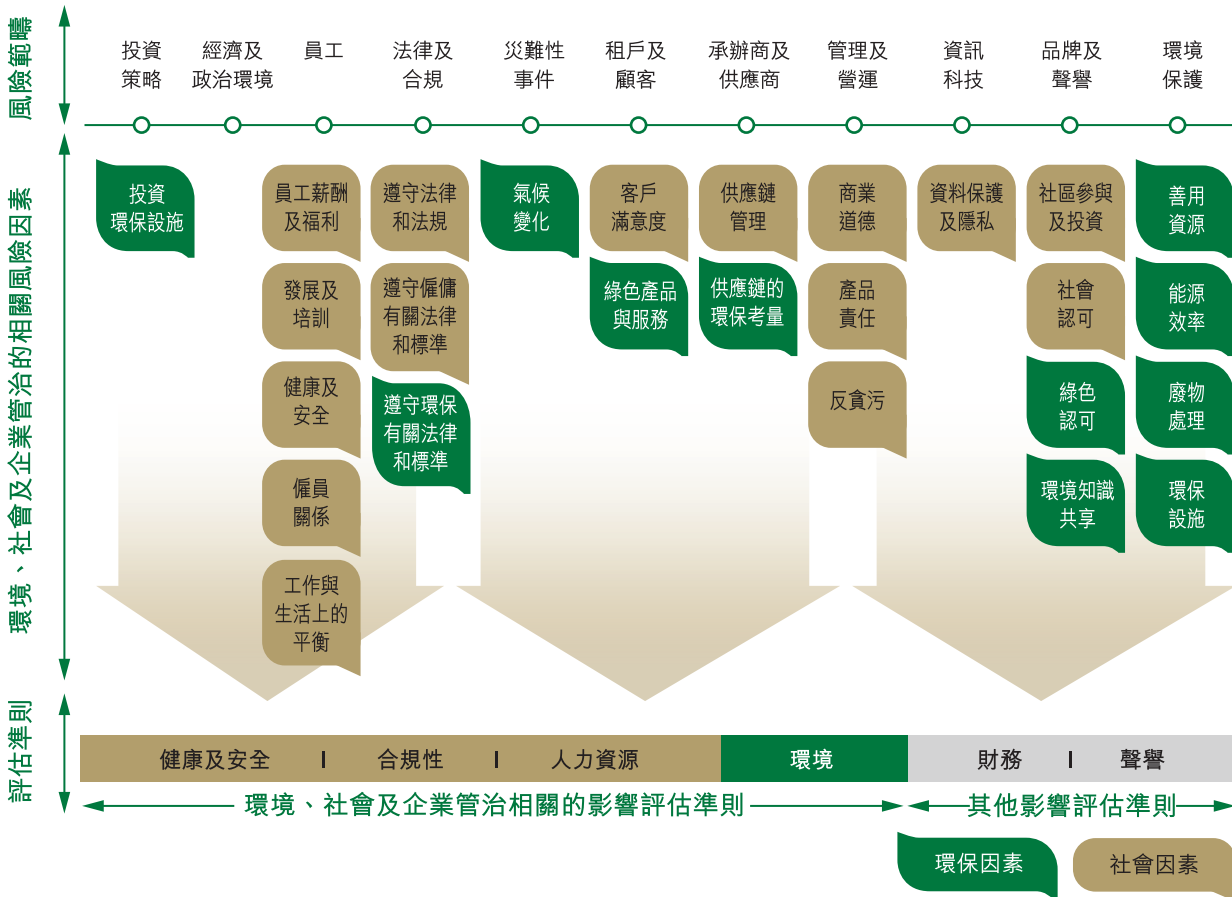 風險範疇
投資
策略
經濟及
政治環境
員工
法律及
合規
災難性
事件
租戶及
顧客
承辦商及
供應商
管理及
營運
資訊
科技
品牌及
聲譽
環境
保護
環境、社會及企業管治的相關風險因素
投資
環保設施
員工薪酬
及福利
發展及
培訓
健康及
安全
僱員
關係
工作與
生活上的
平衡
遵守法律
和法規
遵守僱傭
有關法律
和標準
遵守環保
有關法律
和標準
氣候
變化
客戶
滿意度
綠色產品
與服務
供應鏈
管理
供應鏈的
環保考量
商業
道德
產品
責任
反貪污
資料保護
及隱私
社區參與
及投資
社會
認可
綠色
認可
環境知識
共享
善用
資源
能源
效率
廢物
處理
環保
設施
評估準則
健康及安全
合規性
人力資源
環境
財務
聲譽
環境、社會及企業管治相關的影響評估準則
其他影響評估準則
環保因素
社會因素